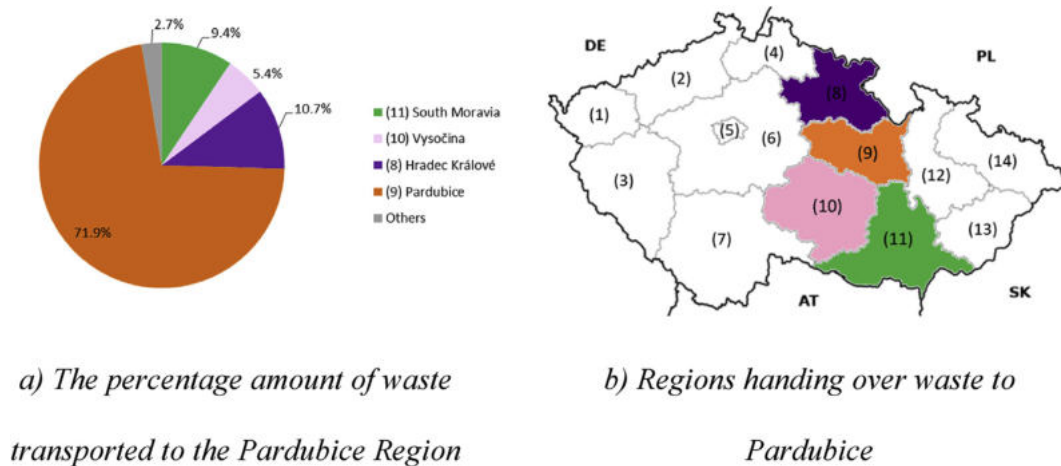 2.7%
9.4%
5.4%
10.7%
71.9%
(11) South Moravia
(10) Vysočina
(8) Hradec Králové
(9) Pardubice
Others
DE
PL
(4)
(2)
(8)
(1)
(5)
(6)
(9)
(14)
(3)
(12)
(10)
(13)
(7)
(11)
AT
SK
a) The percentage amount of waste
transported to the Pardubice Region
b) Regions handing over waste to
Pardubice